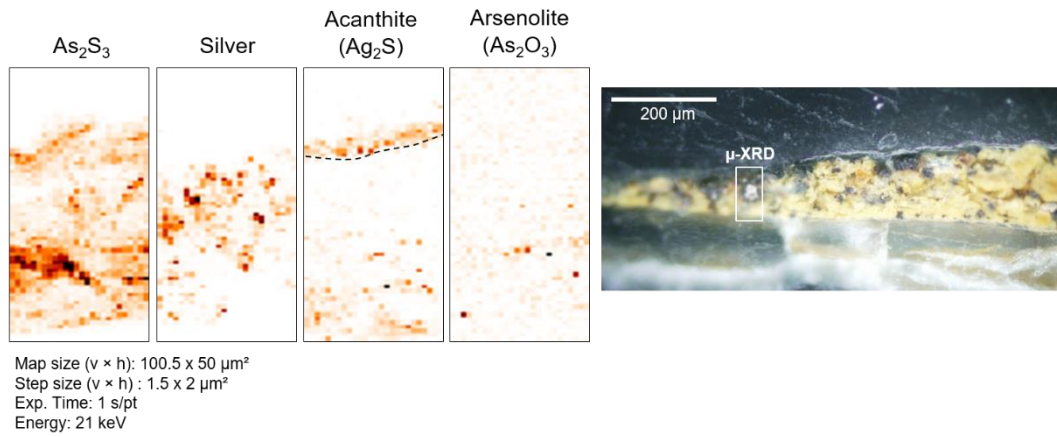 As₂S₃
Silver
Acanthite
(Ag₂S)
Arsenolite
(As₂O₃)
200 µm
µ-XRD
Map size (v × h): 100.5 x 50 µm²
Step size (v × h) : 1.5 x 2 µm²
Exp. Time: 1 s/pt
Energy: 21 keV